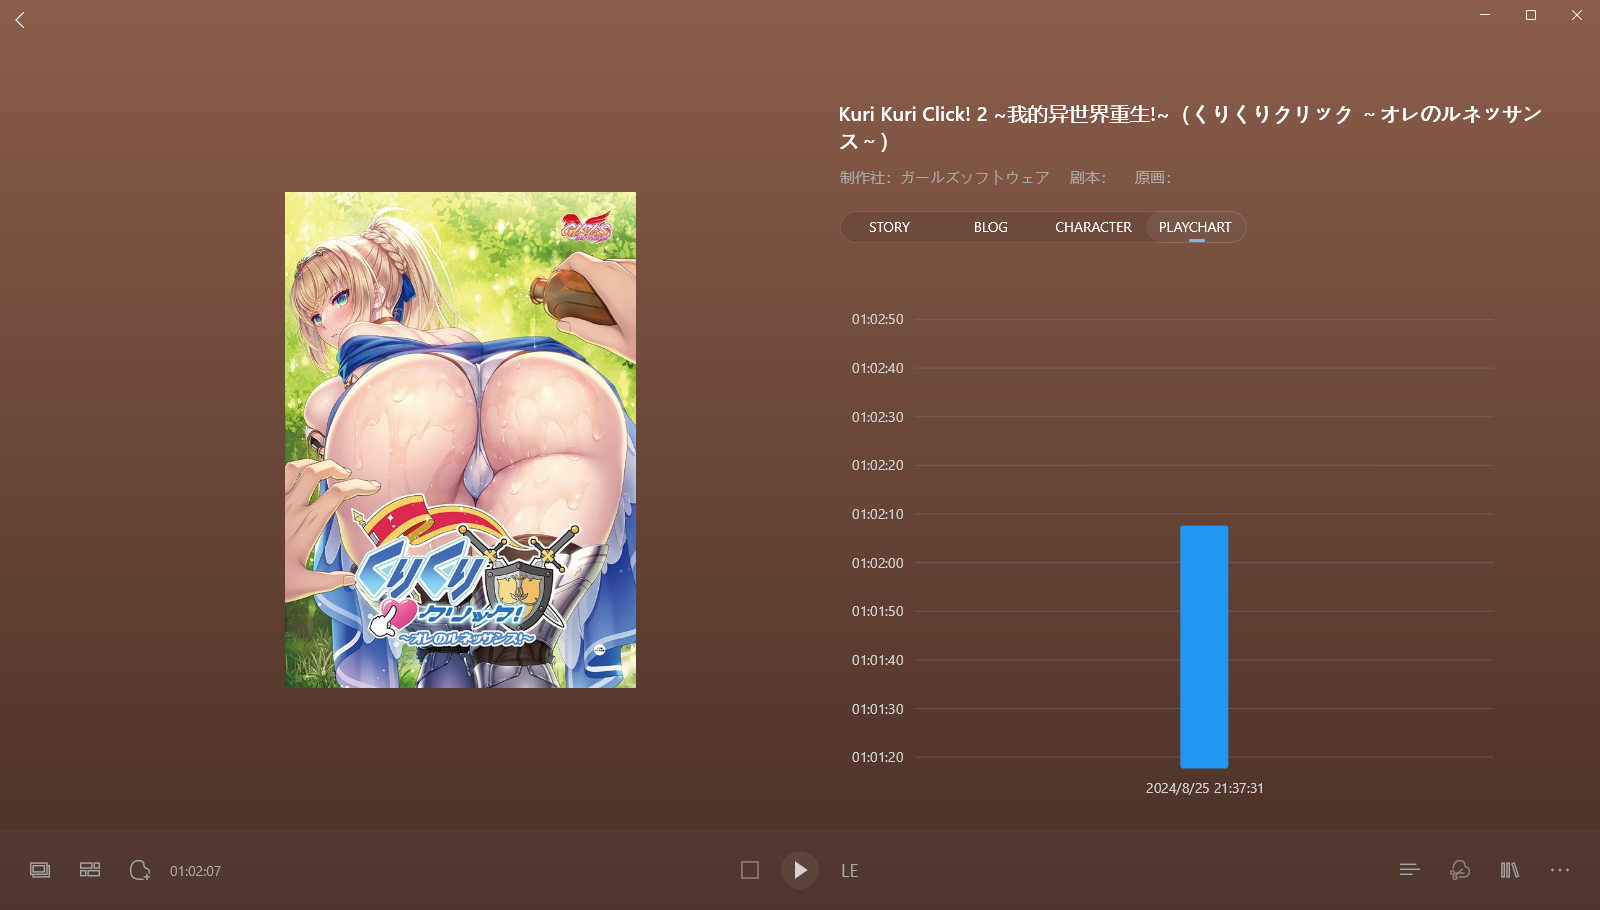 Kuri Kuri Click! 2 ~我的异世界重生!~（くりくりクリック ～オレのルネッサン
ス～）
制作社：ガールズソフトウェア 剧本： 原画：
STORY BLOG CHARACTER PLAYCHART
GIRLS
くりくり
クリック!
～オレのルネッサンス!～
01:02:50
01:02:40
01:02:30
01:02:20
01:02:10
01:02:00
01:01:50
01:01:40
01:01:30
01:01:20
2024/8/25 21:37:31
01:02:07
LE